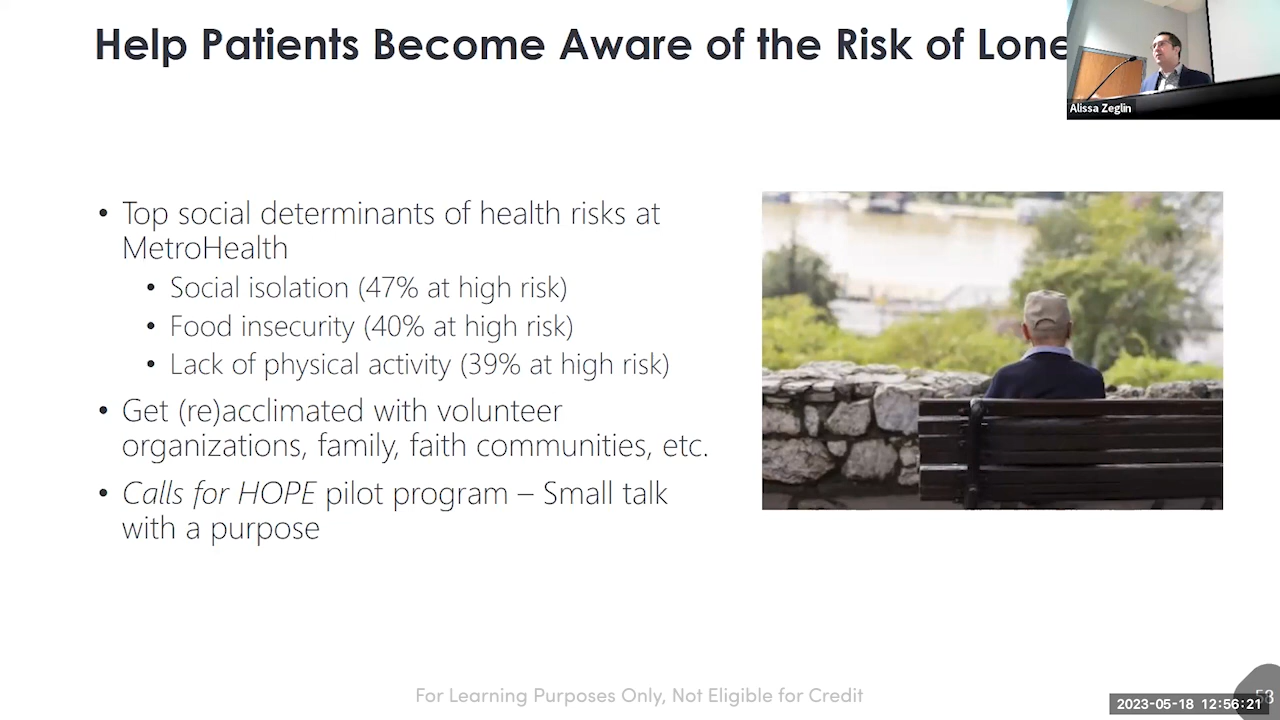 Help Patients Become Aware of the Risk of
Alissa Zeglin
• Top social determinants of health risks at
MetroHealth
• Social isolation (47% at high risk)
• Food insecurity (40% at high risk)
• Lack of physical activity (39% at high risk)
• Get (re)acclimated with volunteer
organizations, family, faith communities, etc.
• Calls for HOPE pilot program – Small talk
with a purpose
For Learning Purposes Only, Not Eligible for Credit
2023-05-18 12:56:21